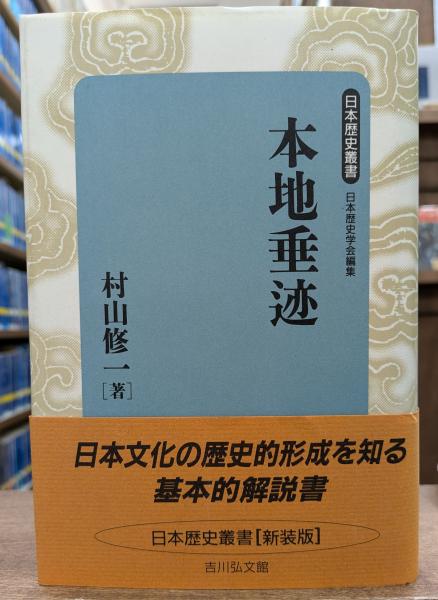 日本歴史叢書
日本歴史学会編集
本地垂迹
村山修一[著]
日本文化の歴史的形成を知る
基本的解説書
日本歴史叢書[新装版]
吉川弘文館